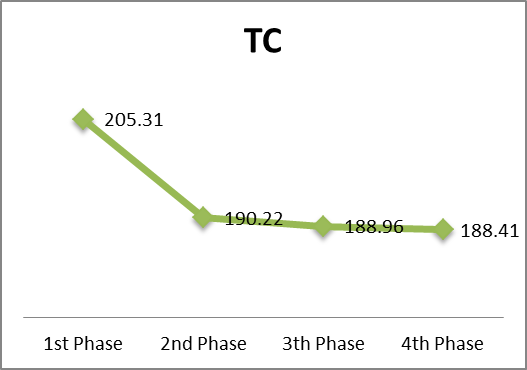 TC
205.31
190.22
188.96
188.41
1st Phase 2nd Phase 3th Phase 4th Phase